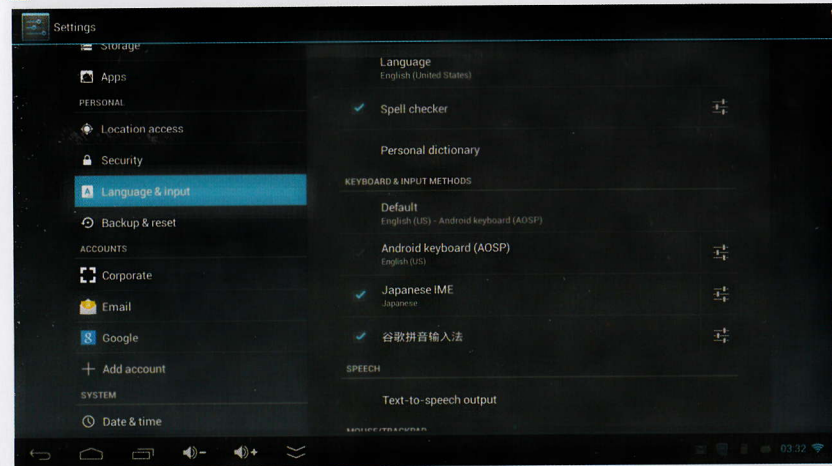 Settings
Storage
Apps
PERSONAL
Location access
Security
Language & input
Backup & reset
ACCOUNTS
Corporate
Email
Google
Add account
SYSTEM
Date & time
Language
English (United States)
Spell checker
Personal dictionary
KEYBOARD & INPUT METHODS
Default
English (US) - Android keyboard (AOSP)
Android keyboard (AOSP)
English (US)
Japanese IME
Japanese
谷歌拼音输入法
SPEECH
Text-to-speech output
MOUSE/TRACKPAD
03:32